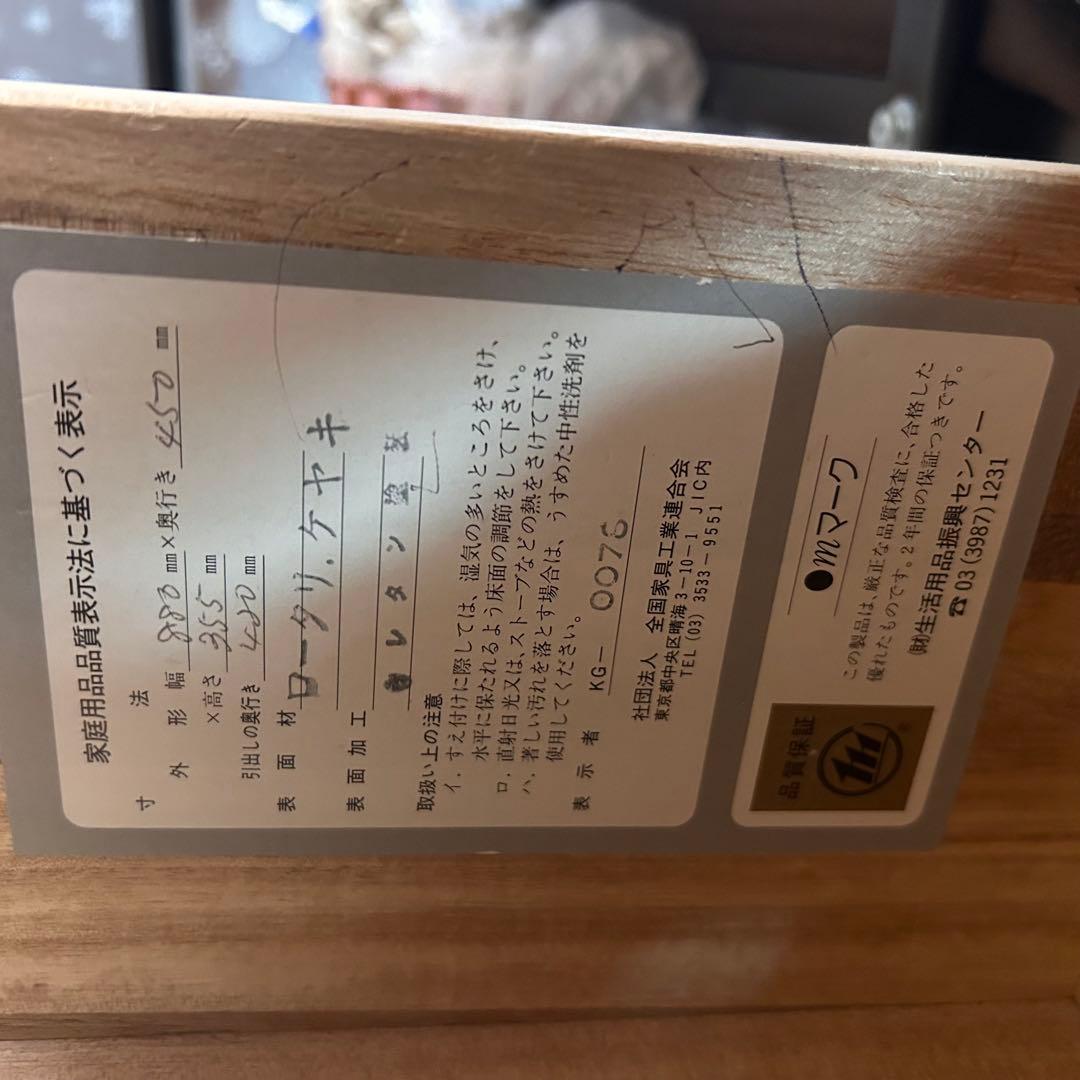 家庭用品品質表示法に基づく表示
寸 法
外 形 幅 880 mm×奥行き 450 mm
×高さ 355 mm
引出しの奥行き 420 mm
表 面 材 ロータリ.ケヤキ
表 面 加 工 ウレタン塗装
取扱い上の注意
イ. すえ付けに際しては、湿気の多いところをさけ、
水平に保たれるよう床面の調節をして下さい。
ロ. 直射日光又は、ストーブなどの熱をさけて下さい。
ハ. 著しい汚れを落とす場合は、うすめた中性洗剤を
使用してください。
表 示 者 KG- 0076
社団法人 全国家具工業連合会
東京都中央区晴海3-10-1 JIC内
TEL(03) 3533-9551
品質保証
●mマーク
この製品は、厳正な品質検査に、合格した
優れたものです。2年間の保証つきです。
(財)生活用品振興センター
☎03(3987)1231